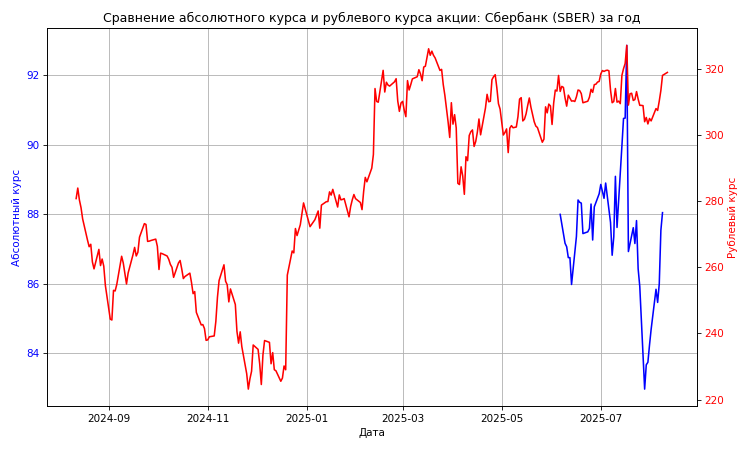 Сравнение абсолютного курса и рублевого курса акции: Сбербанк (SBER) за год
Абсолютный курс
92
90
88
86
84
320
300
280
260
240
220
Рублевый курс
2024-09 2024-11 2025-01 2025-03 2025-05 2025-07
Дата